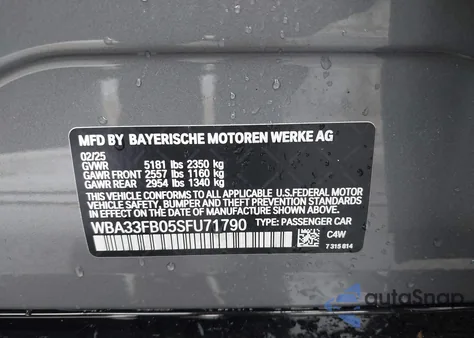 MFD BY BAYERISCHE MOTOREN WERKE AG
02/25
GVWR 5181 lbs 2350 kg
GAWR FRONT 2557 lbs 1160 kg
GAWR REAR 2954 lbs 1340 kg
THIS VEHICLE CONFORMS TO ALL APPLICABLE U.S.FEDERAL MOTOR
VEHICLE SAFETY, BUMPER AND THEFT PREVENTION STANDARDS IN
EFFECT ON THE DATE OF MANUFACTURE SHOWN ABOVE.
WBA33FB05SFU71790 TYPE: PASSENGER CAR
C4W
7 315 814
autoSnap